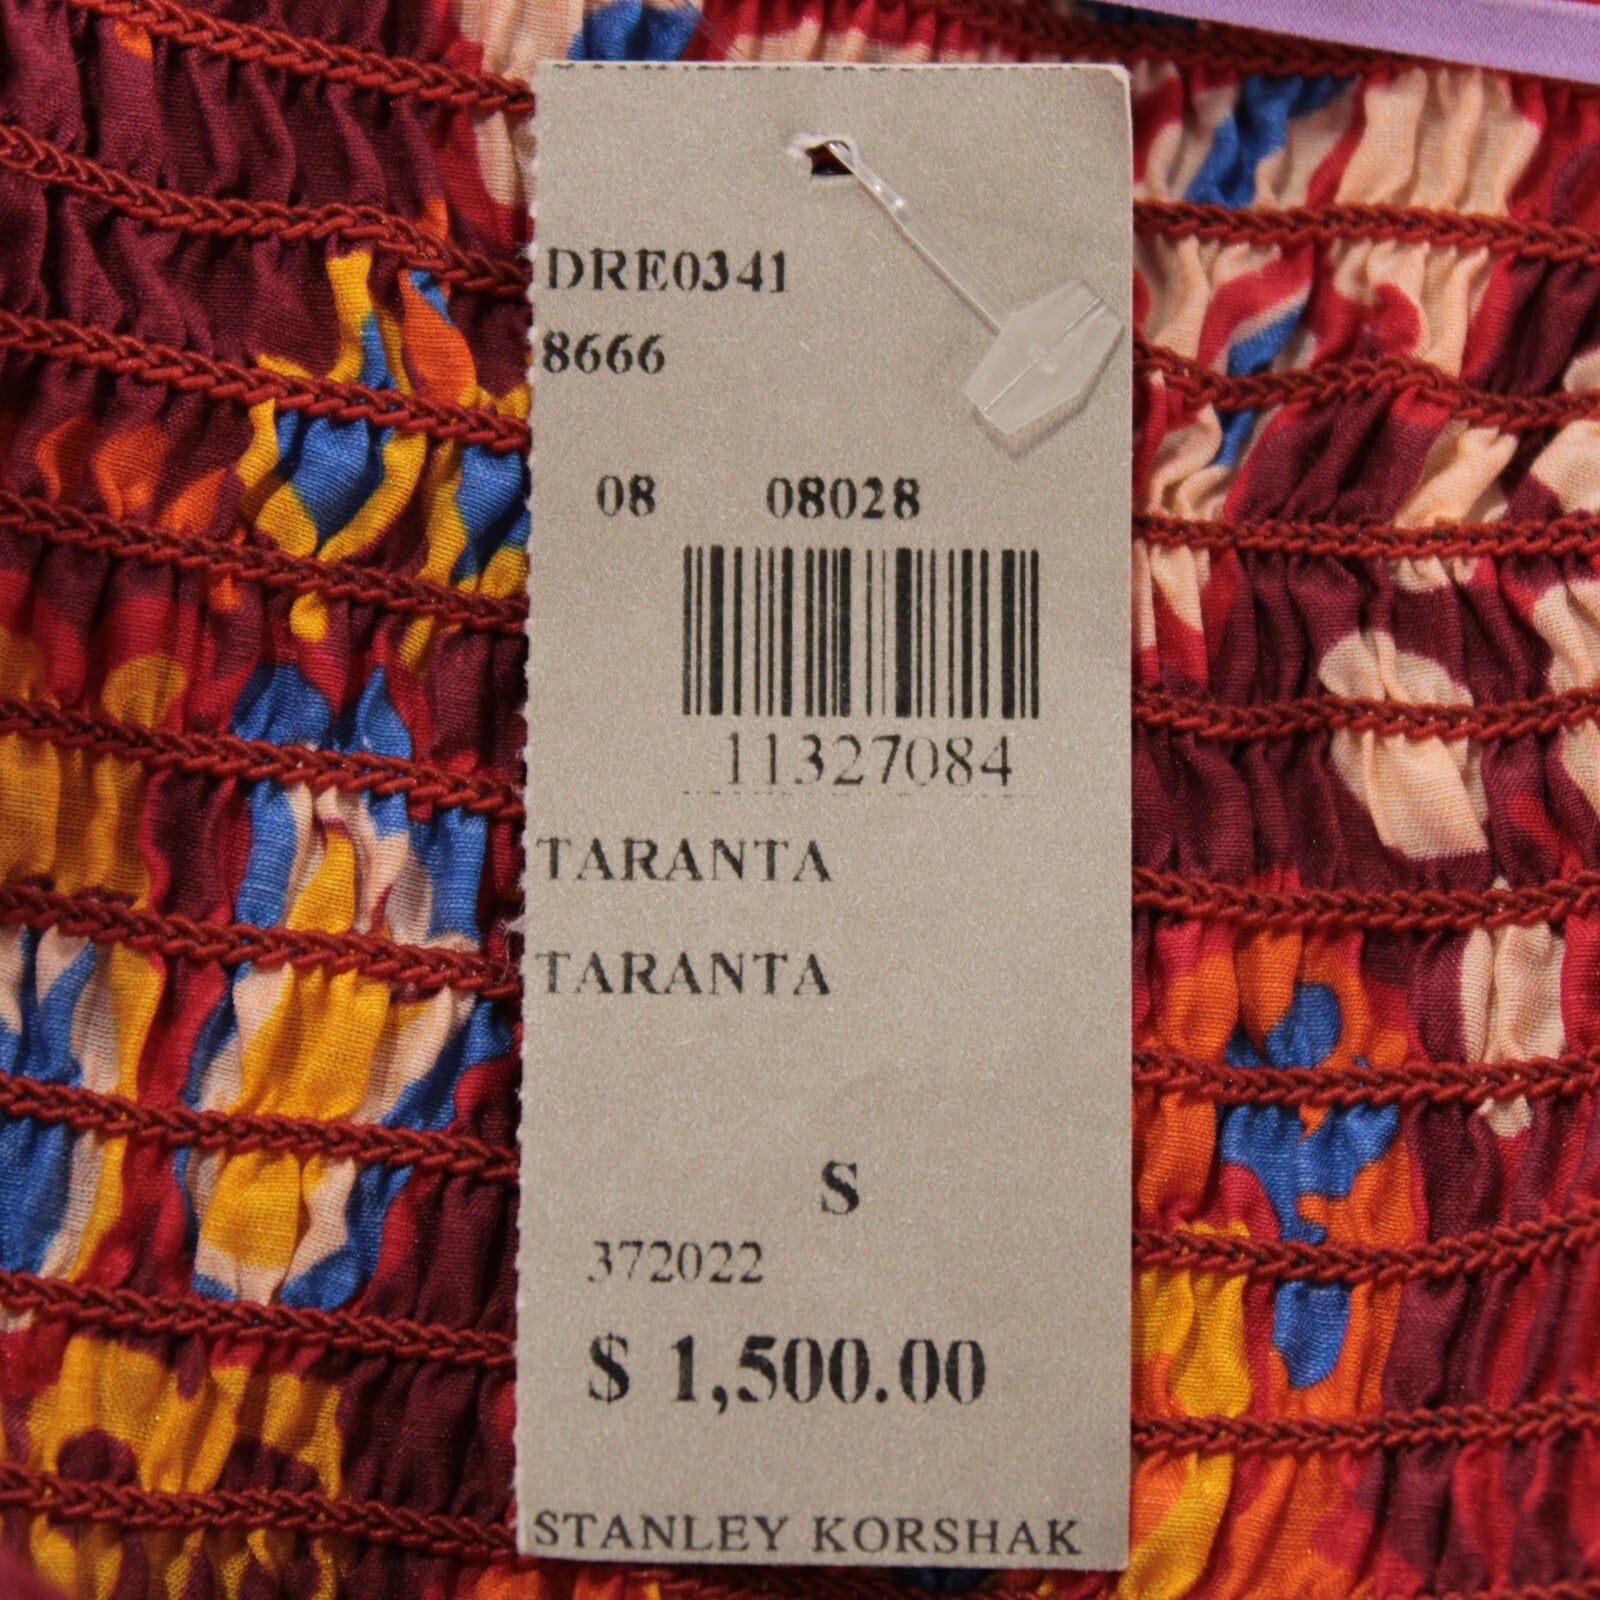 DRE0341
8666
08 08028
11327084
TARANTA
TARANTA
S
372022
$ 1,500.00
STANLEY KORSHAK